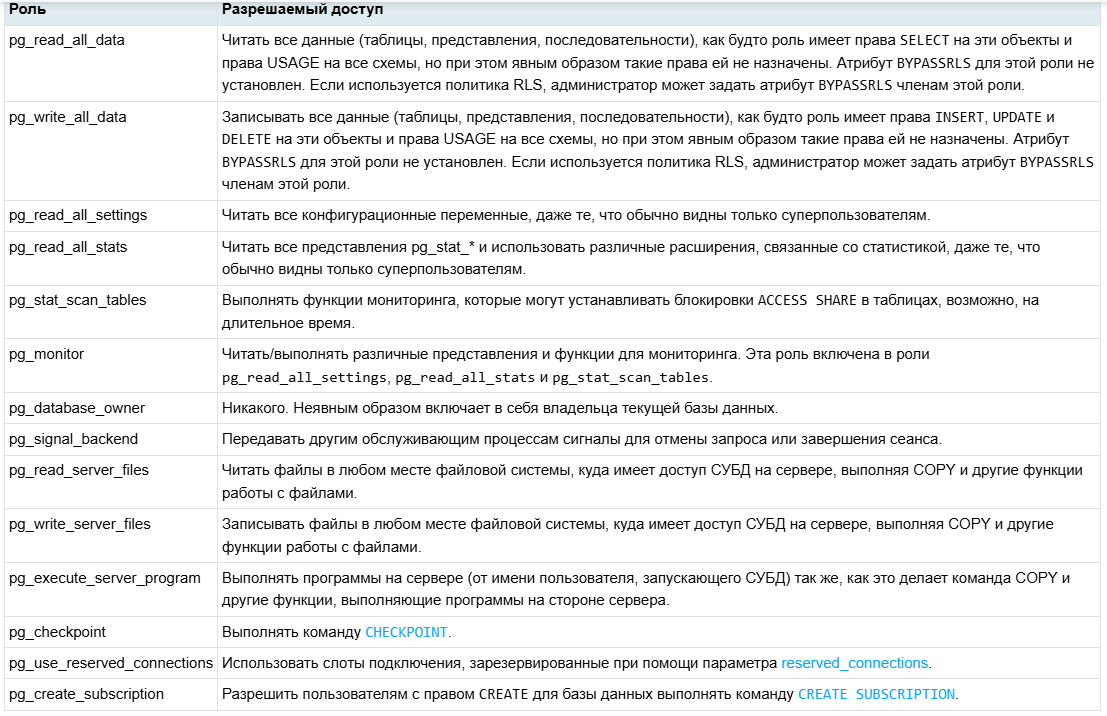 Роль Разрешаемый доступ
pg_read_all_data Читать все данные (таблицы, представления, последовательности), как будто роль имеет права SELECT на эти объекты и
права USAGE на все схемы, но при этом явным образом такие права ей не назначены. Атрибут BYPASSRLS для этой роли не
установлен. Если используется политика RLS, администратор может задать атрибут BYPASSRLS членам этой роли.
pg_write_all_data Записывать все данные (таблицы, представления, последовательности), как будто роль имеет права INSERT, UPDATE и
DELETE на эти объекты и права USAGE на все схемы, но при этом явным образом такие права ей не назначены. Атрибут
BYPASSRLS для этой роли не установлен. Если используется политика RLS, администратор может задать атрибут BYPASSRLS
членам этой роли.
pg_read_all_settings Читать все конфигурационные переменные, даже те, что обычно видны только суперпользователям.
pg_read_all_stats Читать все представления pg_stat_* и использовать различные расширения, связанные со статистикой, даже те, что
обычно видны только суперпользователям.
pg_stat_scan_tables Выполнять функции мониторинга, которые могут устанавливать блокировки ACCESS SHARE в таблицах, возможно, на
длительное время.
pg_monitor Читать/выполнять различные представления и функции для мониторинга. Эта роль включена в роли
pg_read_all_settings, pg_read_all_stats и pg_stat_scan_tables.
pg_database_owner Никакого. Неявным образом включает в себя владельца текущей базы данных.
pg_signal_backend Передавать другим обслуживающим процессам сигналы для отмены запроса или завершения сеанса.
pg_read_server_files Читать файлы в любом месте файловой системы, куда имеет доступ СУБД на сервере, выполняя COPY и другие функции
работы с файлами.
pg_write_server_files Записывать файлы в любом месте файловой системы, куда имеет доступ СУБД на сервере, выполняя COPY и другие
функции работы с файлами.
pg_execute_server_program Выполнять программы на сервере (от имени пользователя, запускающего СУБД) так же, как это делает команда COPY и
другие функции, выполняющие программы на стороне сервера.
pg_checkpoint Выполнять команду CHECKPOINT.
pg_use_reserved_connections Использовать слоты подключения, зарезервированные при помощи параметра reserved_connections.
pg_create_subscription Разрешить пользователям с правом CREATE для базы данных выполнять команду CREATE SUBSCRIPTION.